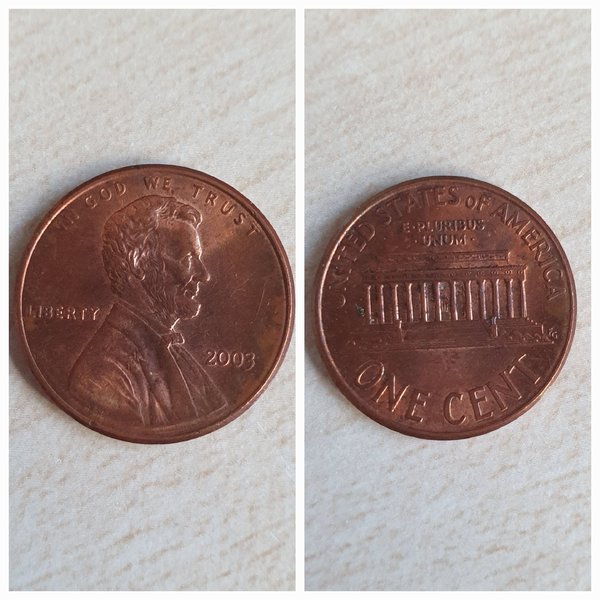 IN GOD WE TRUST
LIBERTY
2003
UNITED STATES OF AMERICA
E·PLURIBUS
·UNUM·
ONE CENT